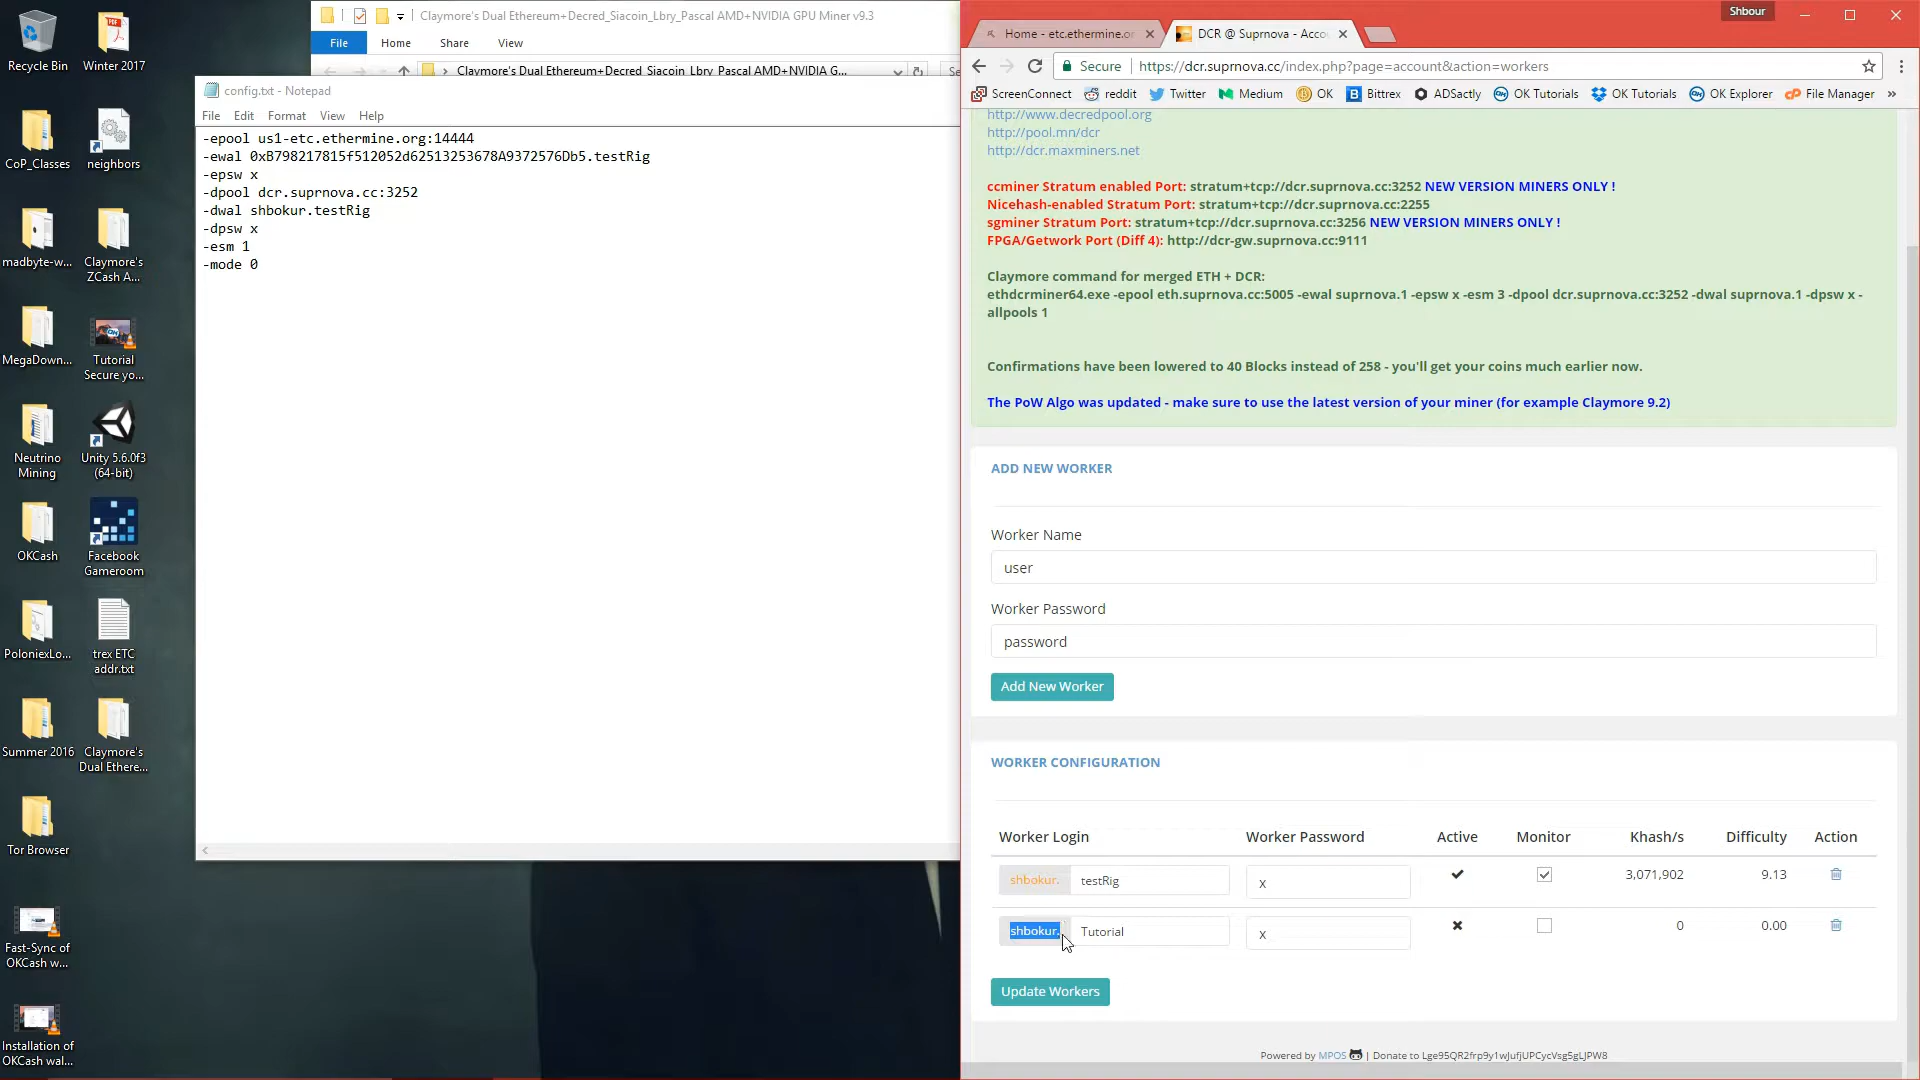 Recycle Bin
Winter 2017
CoP_Classes
neighbors
madbyte-w...
Claymore's
ZCash A...
MegaDown...
Tutorial
Secure yo...
Neutrino
Mining
Unity 5.6.0f3
(64-bit)
OKCash
Facebook
Gameroom
PoloniexLo...
trex ETC
addr.txt
Summer 2016
Claymore's
Dual Ethere...
Tor Browser
Fast-Sync of
OKCash w...
Installation of
OKCash wal...
Claymore's Dual Ethereum+Decred_Siacoin_Lbry_Pascal AMD+NVIDIA GPU Miner v9.3
File Home Share View
Claymore's Dual Ethereum+Decred_Siacoin_Lbry_Pascal AMD+NVIDIA G...
Se
config.txt - Notepad
File Edit Format View Help
-epool us1-etc.ethermine.org:14444
-ewal 0xB798217815f512052d62513253678A9372576Db5.testRig
-epsw x
-dpool dcr.suprnova.cc:3252
-dwal shbokur.testRig
-dpsw x
-esm 1
-mode 0
Shbour
Home - etc.ethermine.or
DCR @ Suprnova - Acco
Secure https://dcr.suprnova.cc/index.php?page=account&action=workers
ScreenConnect reddit Twitter Medium OK Bittrex ADSactly OK Tutorials OK Tutorials OK Explorer File Manager »
http://www.decredpool.org
http://pool.mn/dcr
http://dcr.maxminers.net
ccminer Stratum enabled Port: stratum+tcp://dcr.suprnova.cc:3252 NEW VERSION MINERS ONLY !
Nicehash-enabled Stratum Port: stratum+tcp://dcr.suprnova.cc:2255
sgminer Stratum Port: stratum+tcp://dcr.suprnova.cc:3256 NEW VERSION MINERS ONLY !
FPGA/Getwork Port (Diff 4): http://dcr-gw.suprnova.cc:9111
Claymore command for merged ETH + DCR:
ethdcrminer64.exe -epool eth.suprnova.cc:5005 -ewal suprnova.1 -epsw x -esm 3 -dpool dcr.suprnova.cc:3252 -dwal suprnova.1 -dpsw x -
allpools 1
Confirmations have been lowered to 40 Blocks instead of 258 - you'll get your coins much earlier now.
The PoW Algo was updated - make sure to use the latest version of your miner (for example Claymore 9.2)
ADD NEW WORKER
Worker Name
user
Worker Password
password
Add New Worker
WORKER CONFIGURATION
Worker Login Worker Password Active Monitor Khash/s Difficulty Action
shbokur. testRig x 3,071,902 9.13
shbokur. Tutorial x 0 0.00
Update Workers
Powered by MPOS | Donate to Lge95QR2frp9y1wJufjUPCycVsg5gLJPW8